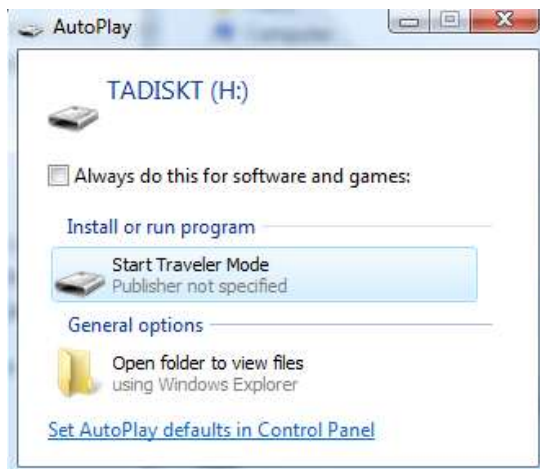 AutoPlay
Computer
TADISKT (H:)
Always do this for software and games:
Install or run program
Start Traveler Mode
Publisher not specified
General options
Open folder to view files
using Windows Explorer
Set AutoPlay defaults in Control Panel